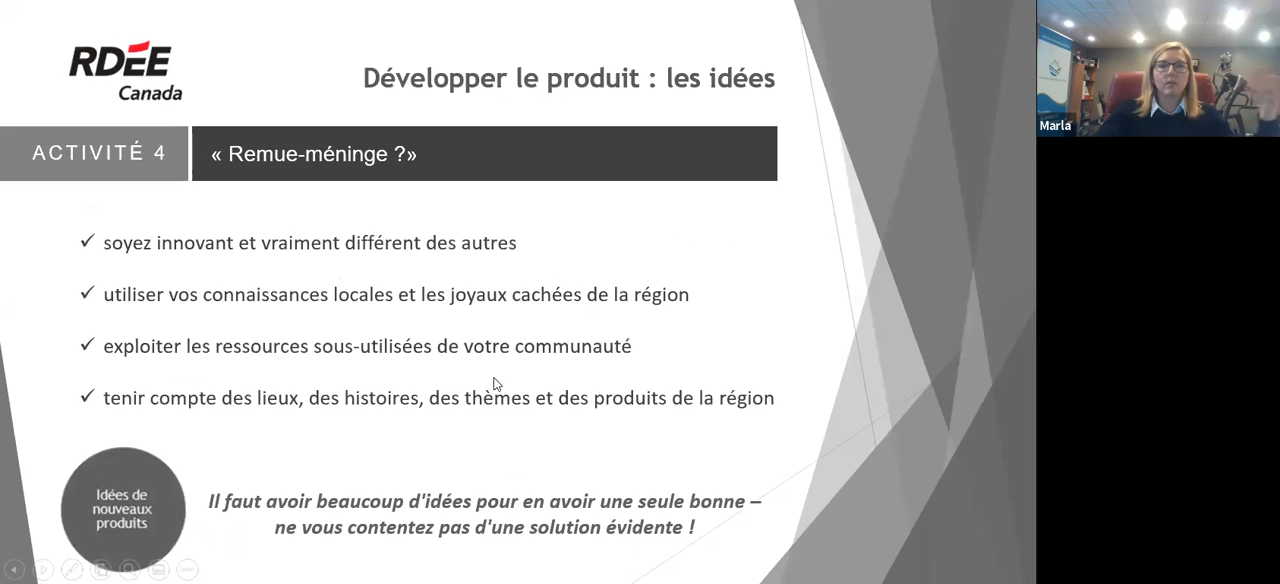 RDÉE
Canada
Développer le produit : les idées
ACTIVITÉ 4
« Remue-méninge ?»
✓ soyez innovant et vraiment différent des autres
✓ utiliser vos connaissances locales et les joyaux cachées de la région
✓ exploiter les ressources sous-utilisées de votre communauté
✓ tenir compte des lieux, des histoires, des thèmes et des produits de la région
Idées de
nouveaux
produits
Il faut avoir beaucoup d'idées pour en avoir une seule bonne –
ne vous contentez pas d'une solution évidente !
Marla